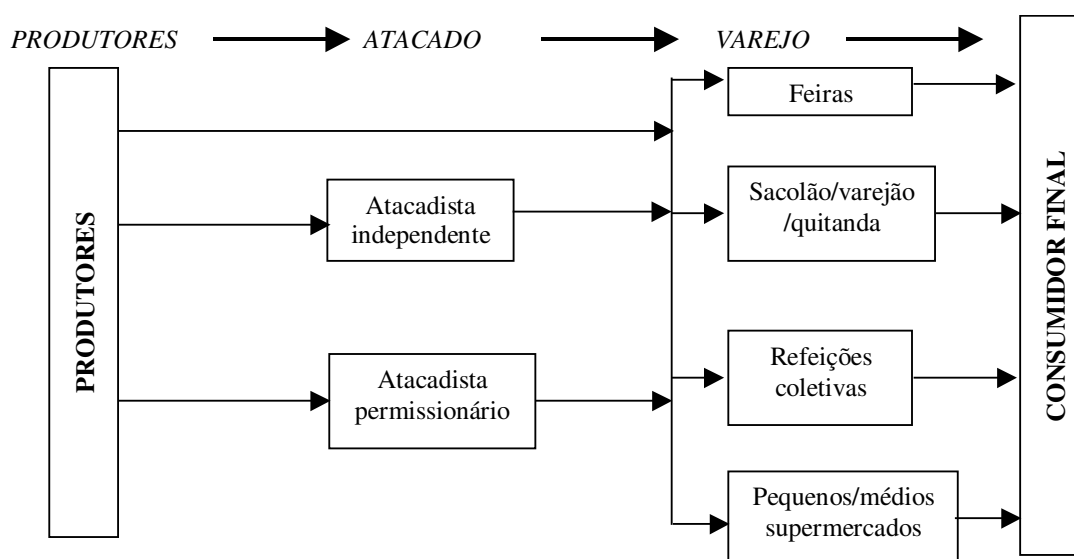 PRODUTORES
ATACADO
VAREJO
PRODUTORES
Atacadista
independente
Atacadista
permissionário
Feiras
Sacolão/varejão
/quitanda
Refeições
coletivas
Pequenos/médios
supermercados
CONSUMIDOR FINAL